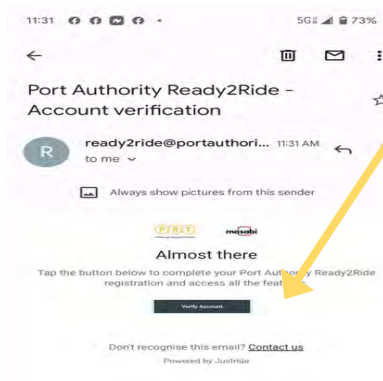 11:31
5G 73%
Port Authority Ready2Ride -
Account verification
R
ready2ride@portauthori... 11:31 AM
to me
Always show pictures from this sender
PRT masabi
Almost there
Tap the button below to complete your Port Authority Ready2Ride
registration and access all the
Verify Account
Don't recognise this email? Contact us
Powered by Justride